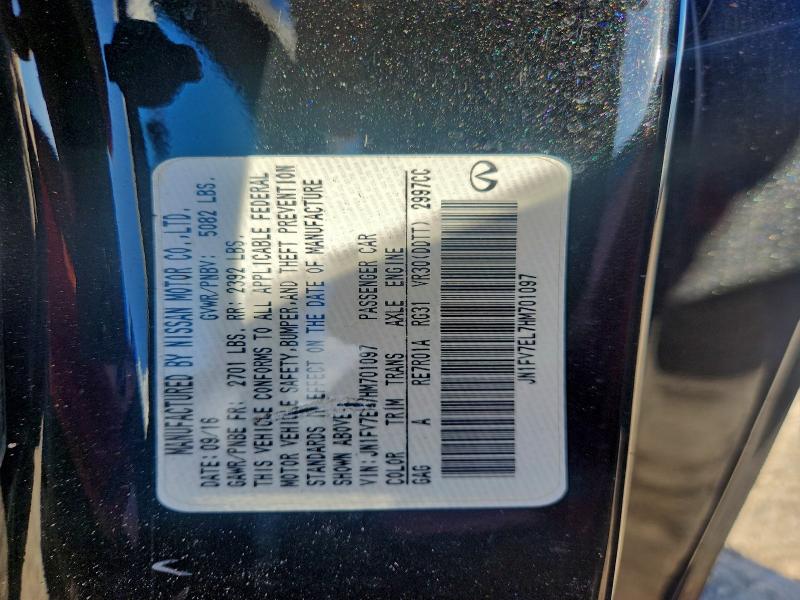 MANUFACTURED BY NISSAN MOTOR CO.,LTD.
DATE: 09/16 GVWR/PNBV: 5082 LBS.
GAWR/PNBE FR: 2701 LBS. RR: 2392 LBS.
THIS VEHICLE CONFORMS TO ALL APPLICABLE FEDERAL
MOTOR VEHICLE SAFETY,BUMPER,AND THEFT PREVENTION
STANDARDS IN EFFECT ON THE DATE OF MANUFACTURE
SHOWN ABOVE.
VIN: JN1FV7EL7HM701097 PASSENGER CAR
COLOR TRIM TRANS AXLE ENGINE
GAG A RE7R01A RG31 VR30(DDTT) 2997CC
JN1FV7EL7HM701097